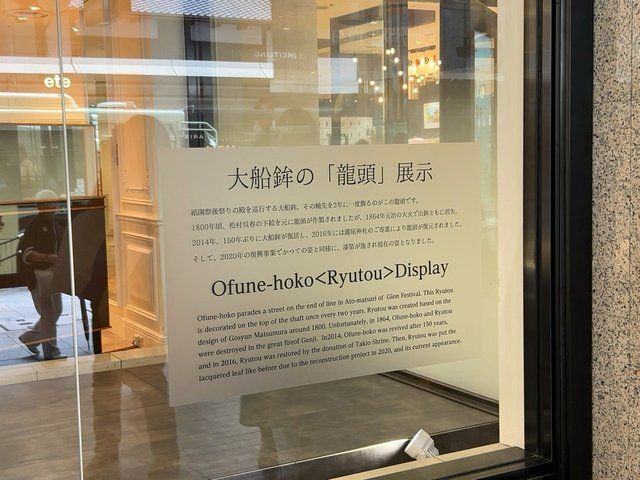 BREITLING
ete
PARIS
大船鉾の「龍頭」展示
祇園祭後祭りの殿を巡行する大船鉾、その舳先を2年に一度飾るのがこの龍頭です。
1800年頃、松村呉春の下絵を元に龍頭が作製されましたが、1864年元治の大火で山鉾ともに消失。
2014年、150年ぶりに大船鉾が復活し、2016年には瀧尾神社のご寄進により龍頭が復元されました。
そして、2020年の復興事業でかつての姿と同様に、漆箔が施され現在の姿となりました。
Ofune-hoko<Ryutou>Display
Ofune-hoko parades a street on the end of line in Ato-matsuri of Gion Festival. This Ryutou
is decorated on the top of the shaft once every two years. Ryutou was created based on the
design of Gosyun Matsumura around 1800. Unfortunately, in 1864, Ofune-hoko and Ryutou
were destroyed in the great fireof Genji. In2014, Ofune-hoko was revived after 150 years,
and in 2016, Ryutou was restored by the donation of Takio Shrine. Then, Ryutou was put the
lacquered leaf like before due to the reconstruction project in 2020, and its current appearance.